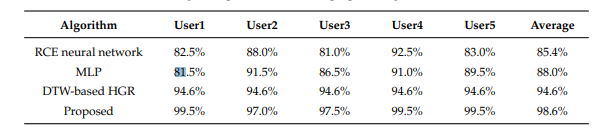 Algorithm User1 User2 User3 User4 User5 Average
RCE neural network 82.5% 88.0% 81.0% 92.5% 83.0% 85.4%
MLP 81.5% 91.5% 86.5% 91.0% 89.5% 88.0%
DTW-based HGR 94.6% 94.6% 94.6% 94.6% 94.6% 94.6%
Proposed 99.5% 97.0% 97.5% 99.5% 99.5% 98.6%